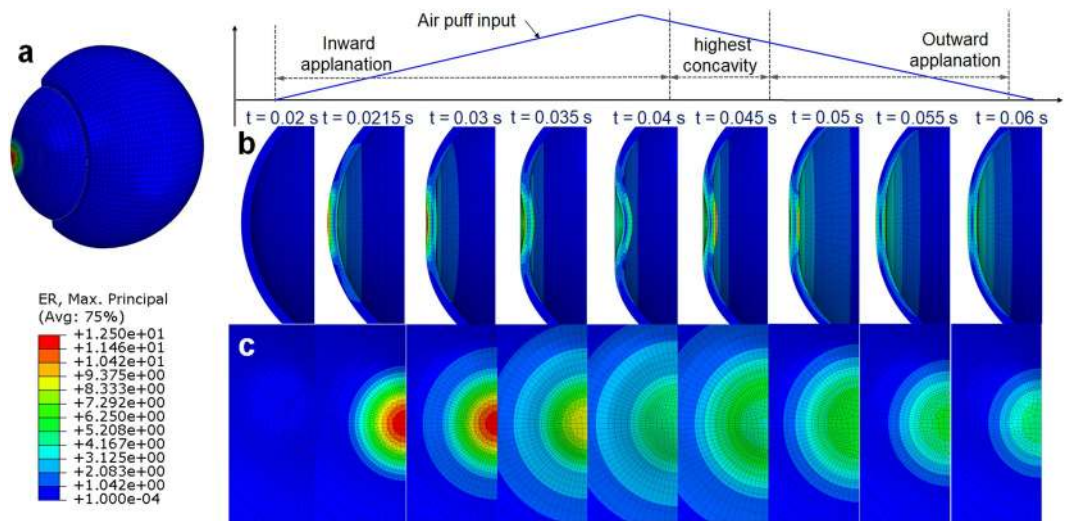 a
Air puff input
Inward
applanation
highest
concavity
Outward
applanation
t = 0.02 s t = 0.0215 s t = 0.03 s t = 0.035 s t = 0.04 s t = 0.045 s t = 0.05 s t = 0.055 s t = 0.06 s
b
ER, Max. Principal
(Avg: 75%)
+1.250e+01
+1.146e+01
+1.042e+01
+9.375e+00
+8.333e+00
+7.292e+00
+6.250e+00
+5.208e+00
+4.167e+00
+3.125e+00
+2.083e+00
+1.042e+00
+1.000e-04
c